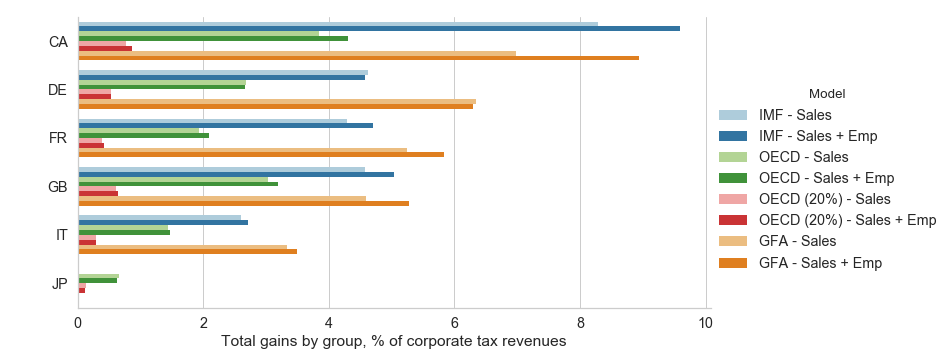 CA
DE
FR
GB
IT
JP
0 2 4 6 8 10
Total gains by group, % of corporate tax revenues
Model
IMF - Sales
IMF - Sales + Emp
OECD - Sales
OECD - Sales + Emp
OECD (20%) - Sales
OECD (20%) - Sales + Emp
GFA - Sales
GFA - Sales + Emp